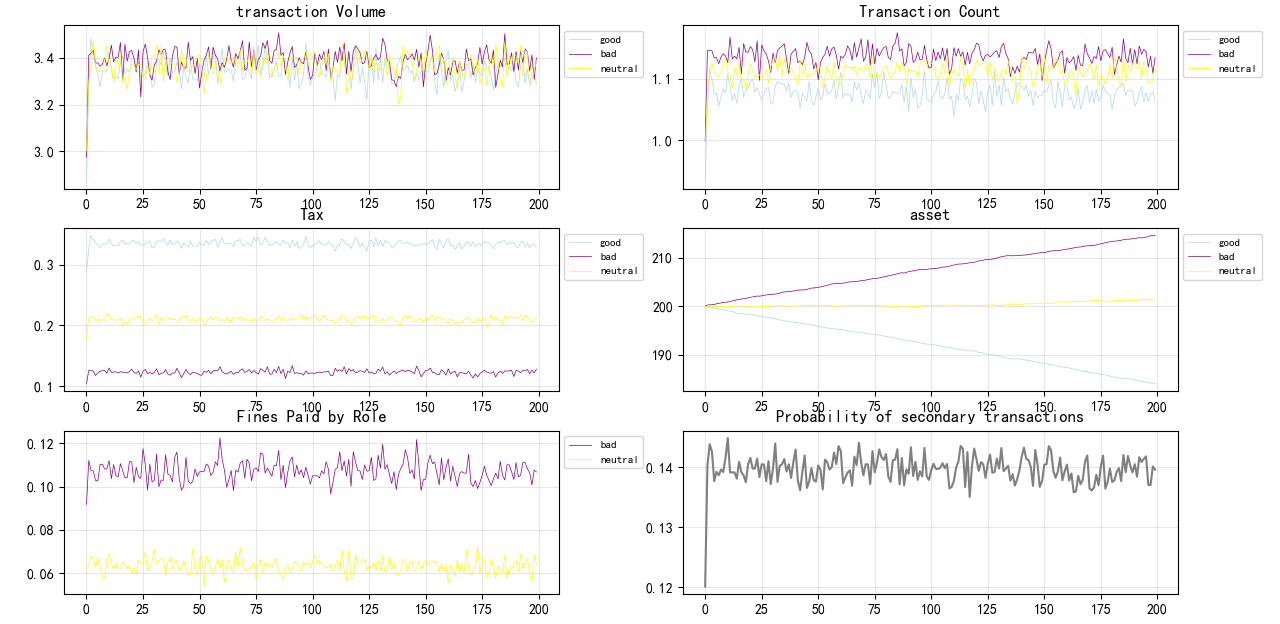 transaction Volume
3.4
3.2
3.0
0 25 50 75 100 125 150 175 200
good
bad
neutral
Transaction Count
1.1
1.0
0 25 50 75 100 125 150 175 200
good
bad
neutral
Tax
0.3
0.2
0.1
0 25 50 75 100 125 150 175 200
good
bad
neutral
asset
210
200
190
0 25 50 75 100 125 150 175 200
good
bad
neutral
Fines Paid by Role
0.12
0.10
0.08
0.06
0 25 50 75 100 125 150 175 200
bad
neutral
Probability of secondary transactions
0.14
0.13
0.12
0 25 50 75 100 125 150 175 200